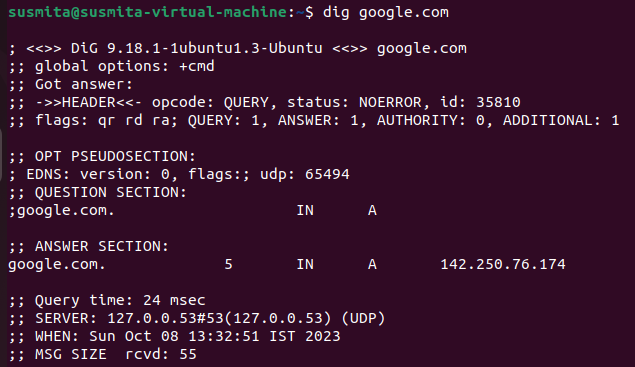 susmita@susmita-virtual-machine:~$ dig google.com
; <<>> DiG 9.18.1-1ubuntu1.3-Ubuntu <<>> google.com
;; global options: +cmd
;; Got answer:
;; ->>HEADER<<- opcode: QUERY, status: NOERROR, id: 35810
;; flags: qr rd ra; QUERY: 1, ANSWER: 1, AUTHORITY: 0, ADDITIONAL: 1
;; OPT PSEUDOSECTION:
; EDNS: version: 0, flags:; udp: 65494
;; QUESTION SECTION:
;google.com. IN A
;; ANSWER SECTION:
google.com. 5 IN A 142.250.76.174
;; Query time: 24 msec
;; SERVER: 127.0.0.53#53(127.0.0.53) (UDP)
;; WHEN: Sun Oct 08 13:32:51 IST 2023
;; MSG SIZE rcvd: 55